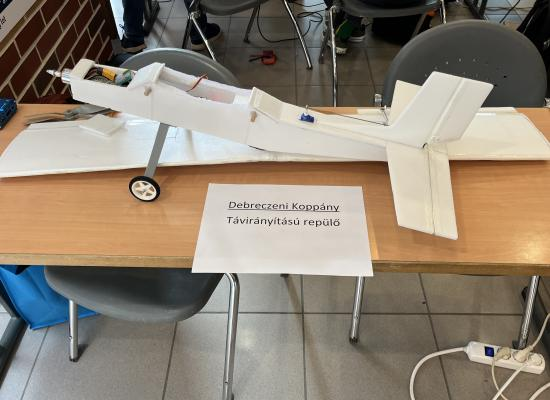 Debreczeni Koppány
Távirányítású repülő